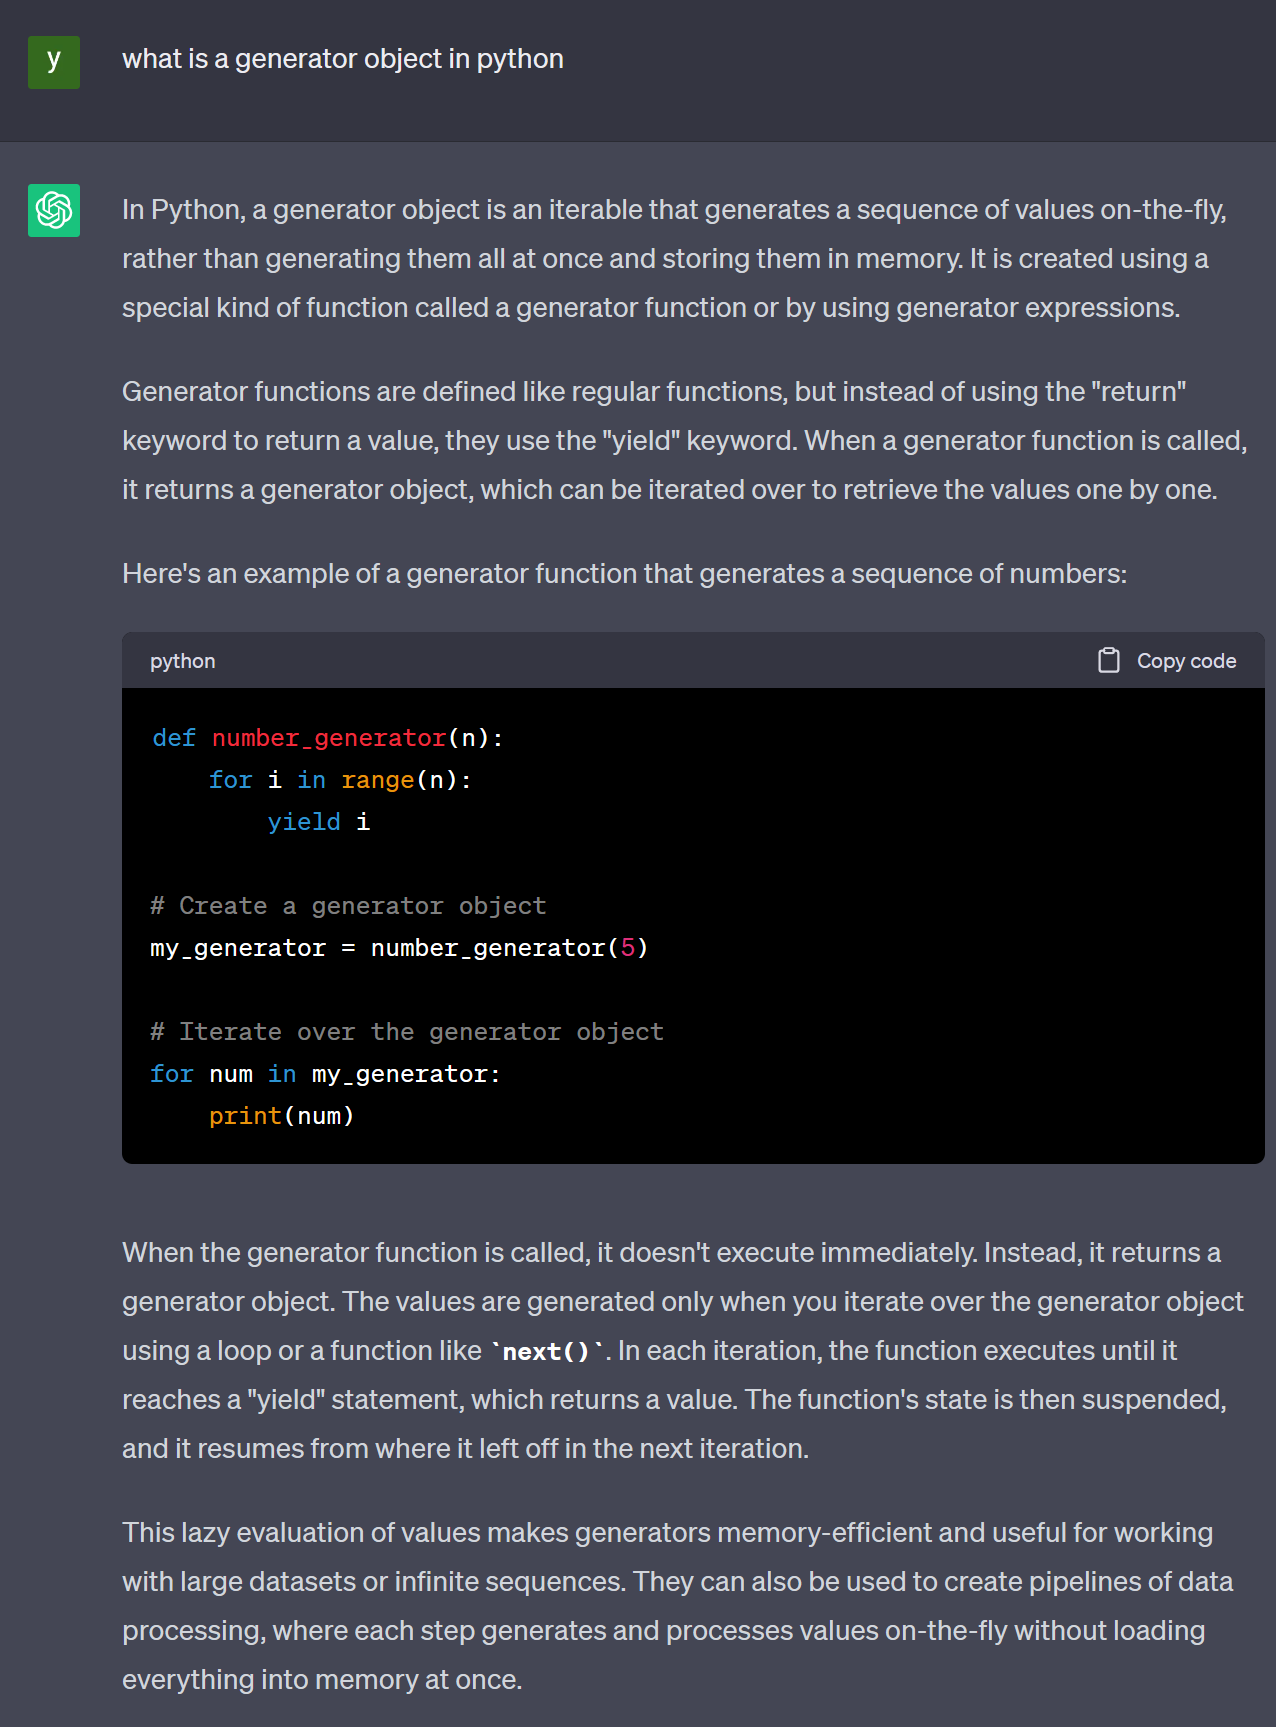 y
what is a generator object in python
In Python, a generator object is an iterable that generates a sequence of values on-the-fly,
rather than generating them all at once and storing them in memory. It is created using a
special kind of function called a generator function or by using generator expressions.
Generator functions are defined like regular functions, but instead of using the "return"
keyword to return a value, they use the "yield" keyword. When a generator function is called,
it returns a generator object, which can be iterated over to retrieve the values one by one.
Here's an example of a generator function that generates a sequence of numbers:
python
Copy code
def number_generator(n):
    for i in range(n):
        yield i
# Create a generator object
my_generator = number_generator(5)
# Iterate over the generator object
for num in my_generator:
    print(num)
When the generator function is called, it doesn't execute immediately. Instead, it returns a
generator object. The values are generated only when you iterate over the generator object
using a loop or a function like `next()`. In each iteration, the function executes until it
reaches a "yield" statement, which returns a value. The function's state is then suspended,
and it resumes from where it left off in the next iteration.
This lazy evaluation of values makes generators memory-efficient and useful for working
with large datasets or infinite sequences. They can also be used to create pipelines of data
processing, where each step generates and processes values on-the-fly without loading
everything into memory at once.